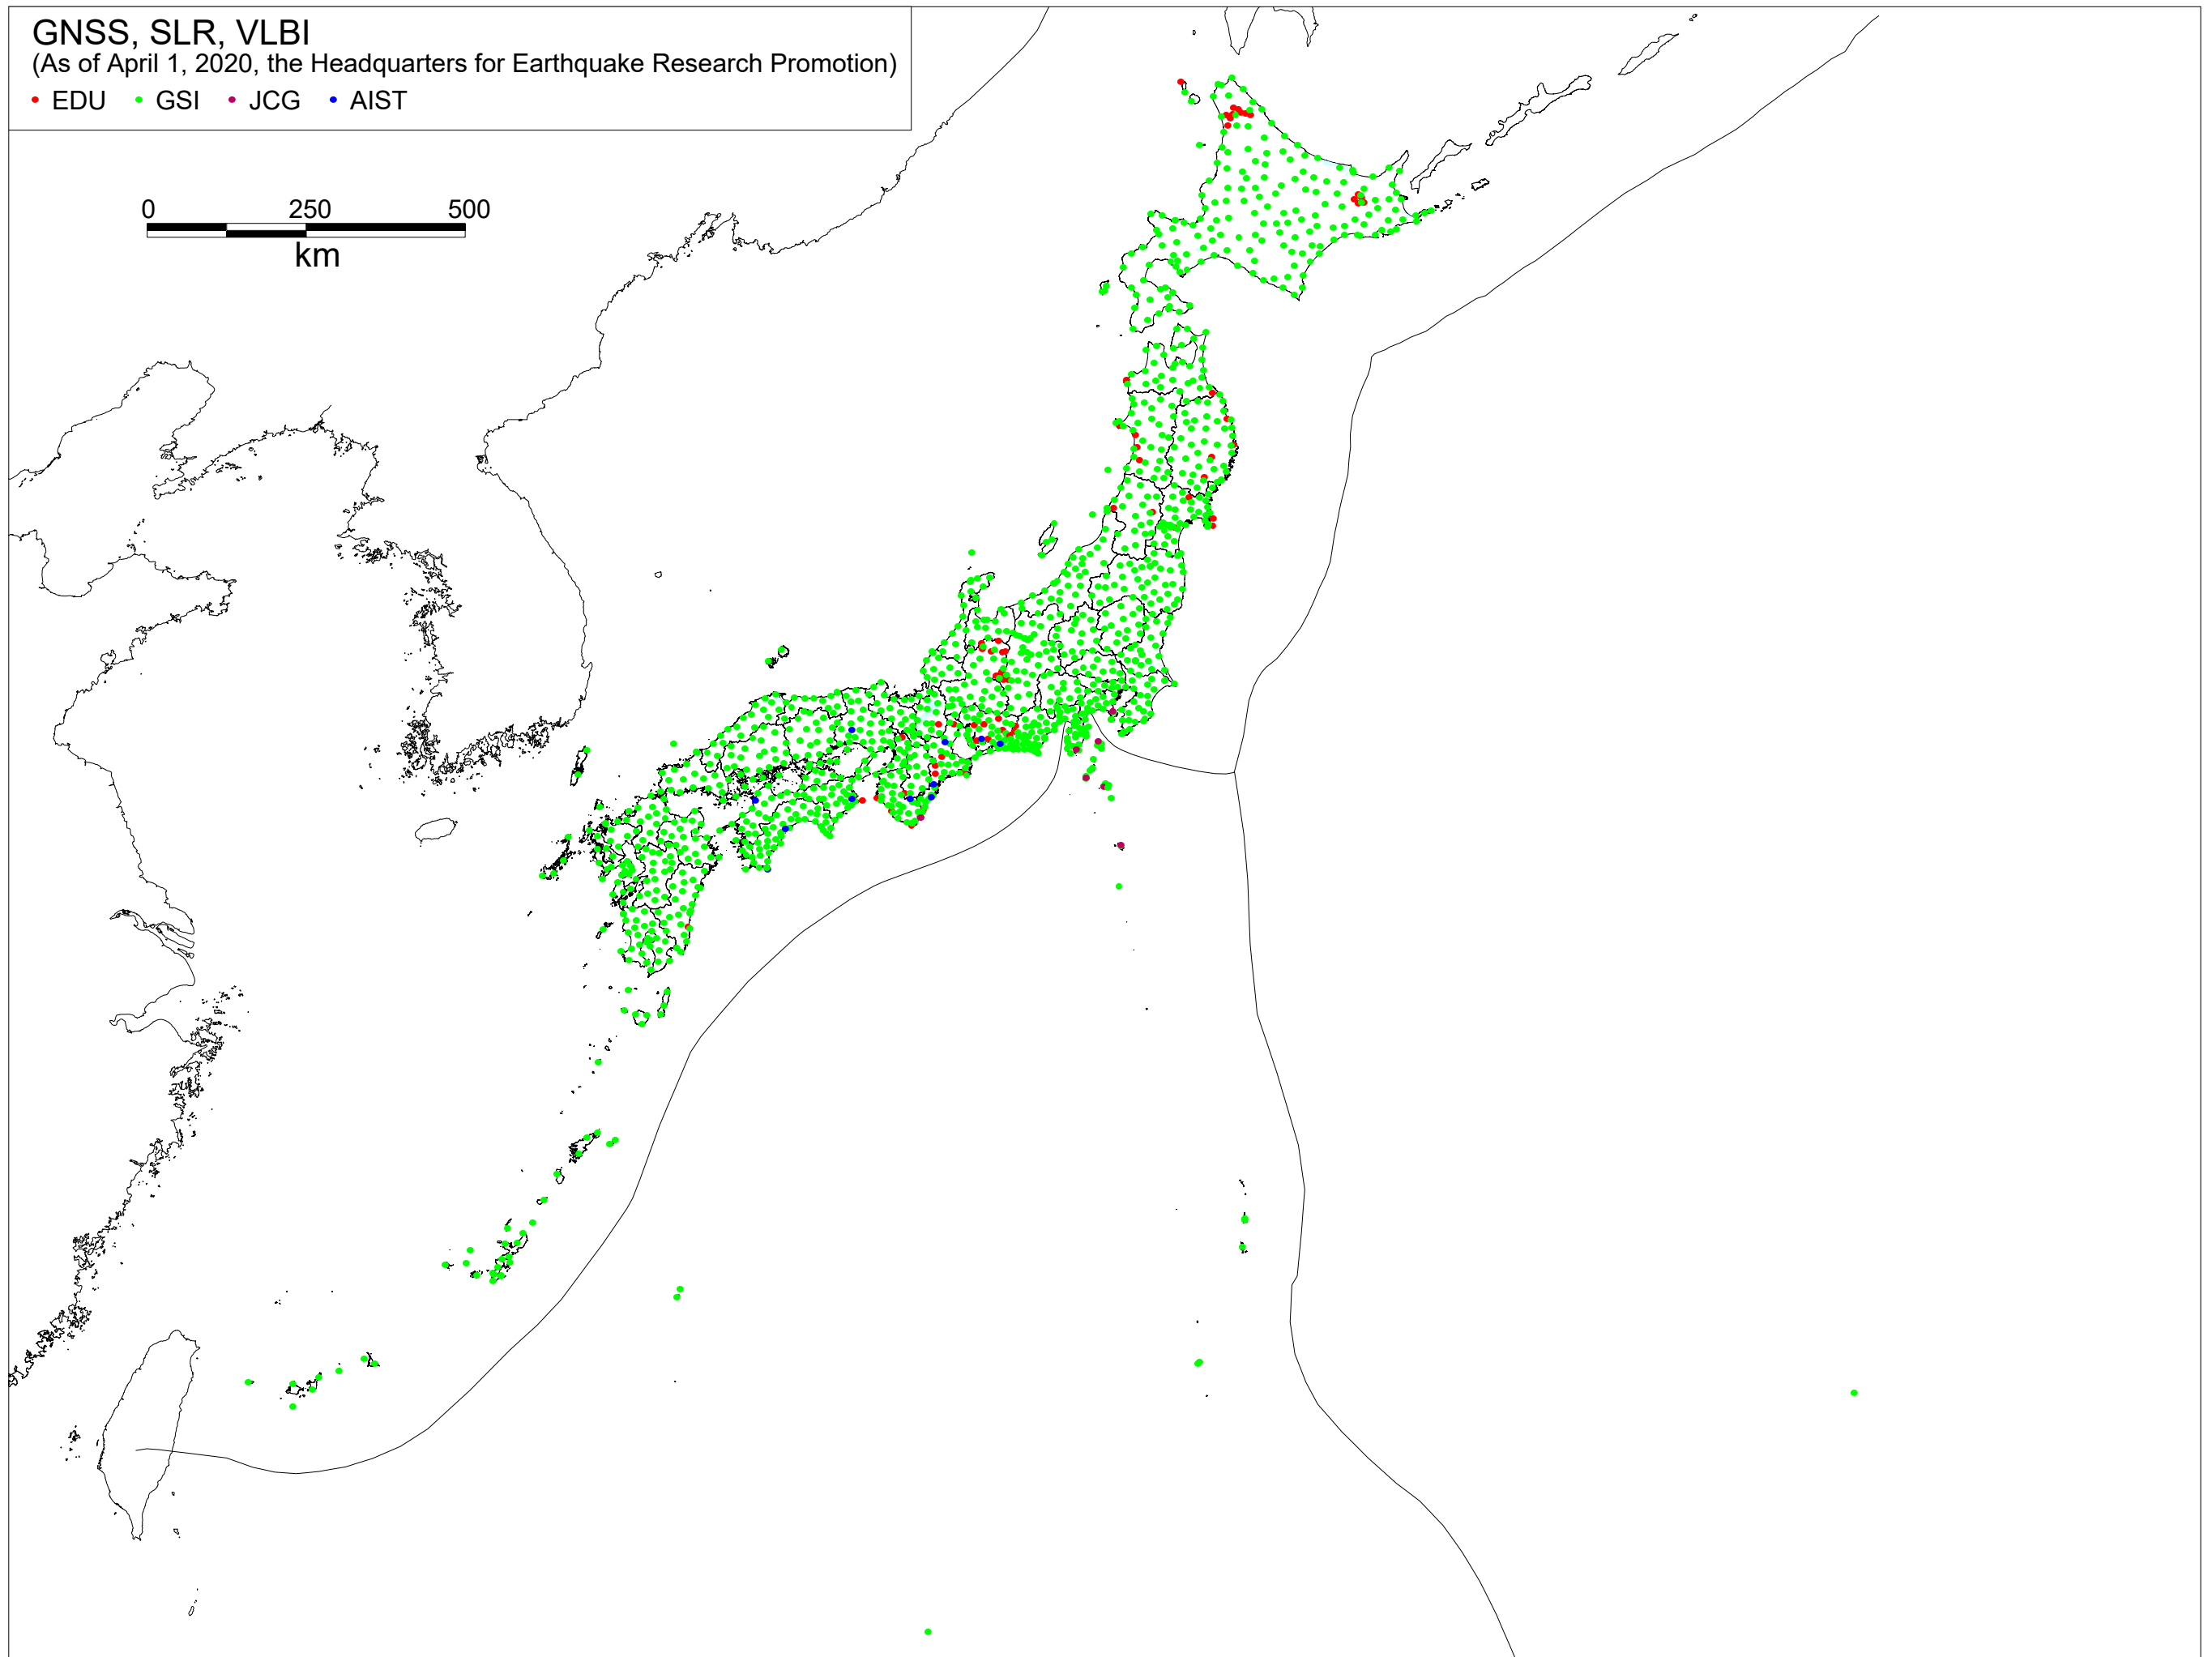 GNSS, SLR, VLBI
(As of April 1, 2020, the Headquarters for Earthquake Research Promotion)
EDU GSI JCG AIST
0 250 500
km